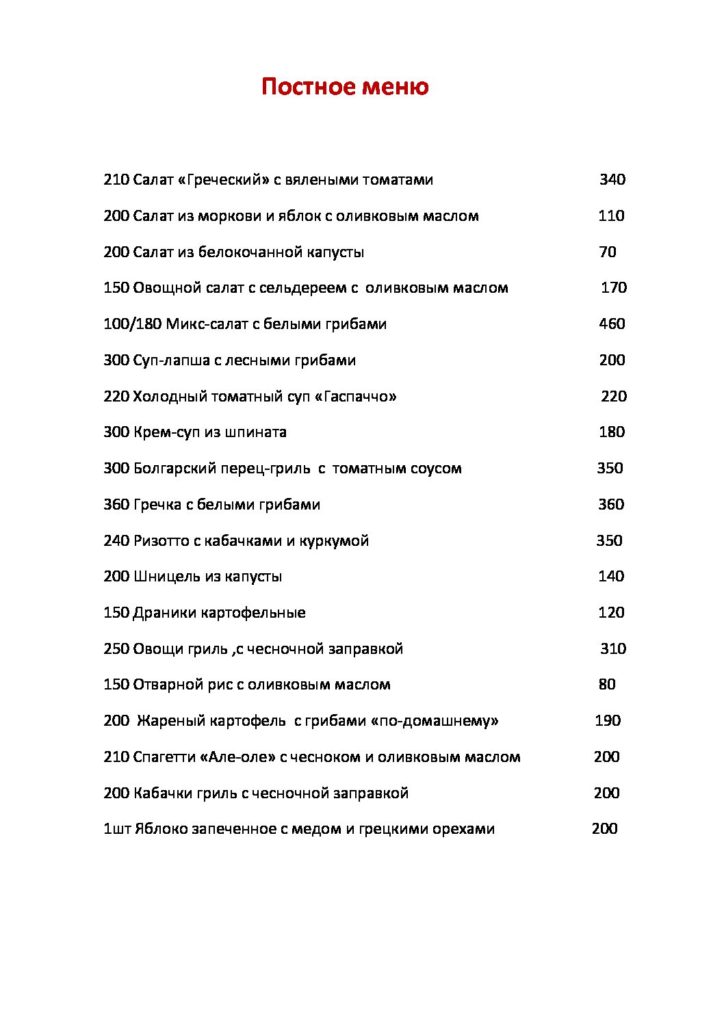 Постное меню
210 Салат «Греческий» с вялеными томатами 340
200 Салат из моркови и яблок с оливковым маслом 110
200 Салат из белокочанной капусты 70
150 Овощной салат с сельдереем с оливковым маслом 170
100/180 Микс-салат с белыми грибами 460
300 Суп-лапша с лесными грибами 200
220 Холодный томатный суп «Гаспаччо» 220
300 Крем-суп из шпината 180
300 Болгарский перец-гриль с томатным соусом 350
360 Гречка с белыми грибами 360
240 Ризотто с кабачками и куркумой 350
200 Шницель из капусты 140
150 Драники картофельные 120
250 Овощи гриль ,с чесночной заправкой 310
150 Отварной рис с оливковым маслом 80
200 Жареный картофель с грибами «по-домашнему» 190
210 Спагетти «Але-оле» с чесноком и оливковым маслом 200
200 Кабачки гриль с чесночной заправкой 200
1шт Яблоко запеченное с медом и грецкими орехами 200